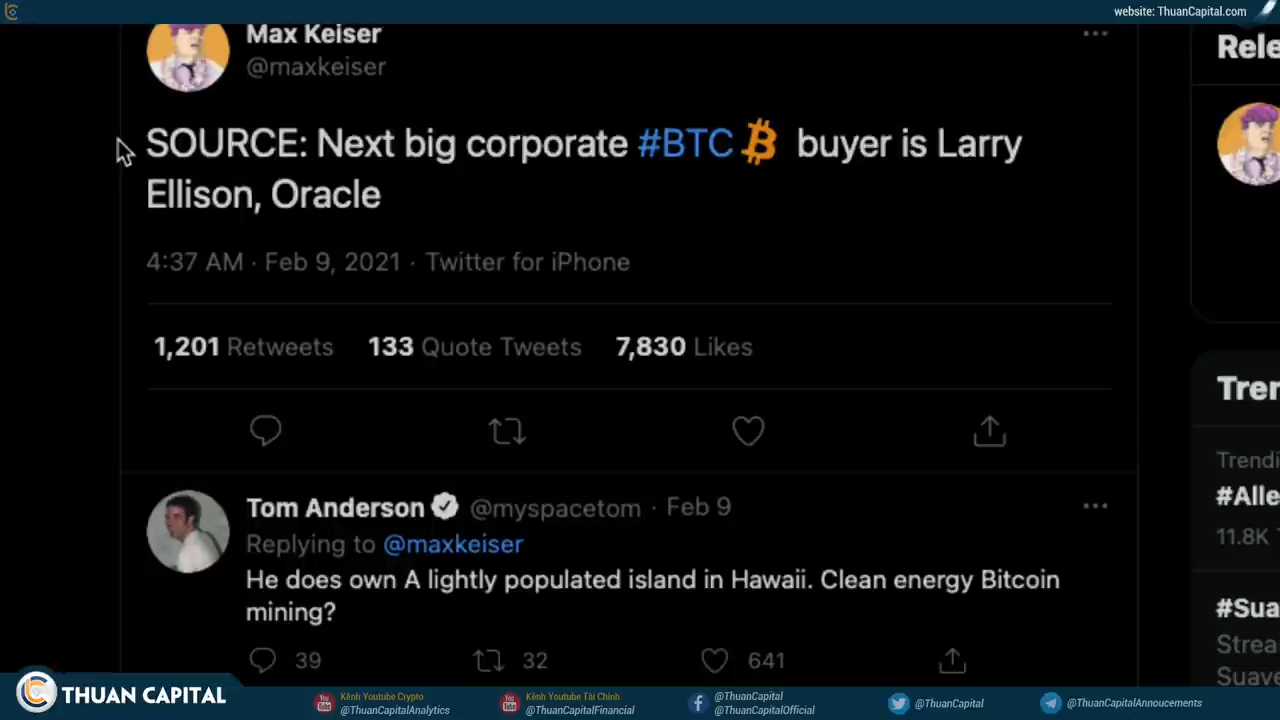 website: ThuanCapital.com
Max Keiser
@maxkeiser
SOURCE: Next big corporate #BTC buyer is Larry
Ellison, Oracle
4:37 AM · Feb 9, 2021 · Twitter for iPhone
1,201 Retweets 133 Quote Tweets 7,830 Likes
Tom Anderson @myspacetom · Feb 9
Replying to @maxkeiser
He does own A lightly populated island in Hawaii. Clean energy Bitcoin
mining?
39 32 641
Rele
Tren
Trendi
#Alle
11.8K
#Sua
Strea
Suave
THUAN CAPITAL
Kênh Youtube Crypto
@ThuanCapitalAnalytics
Kênh Youtube Tài Chính
@ThuanCapitalFinancial
@ThuanCapital
@ThuanCapitalOfficial
@ThuanCapital
@ThuanCapitalAnnoucements